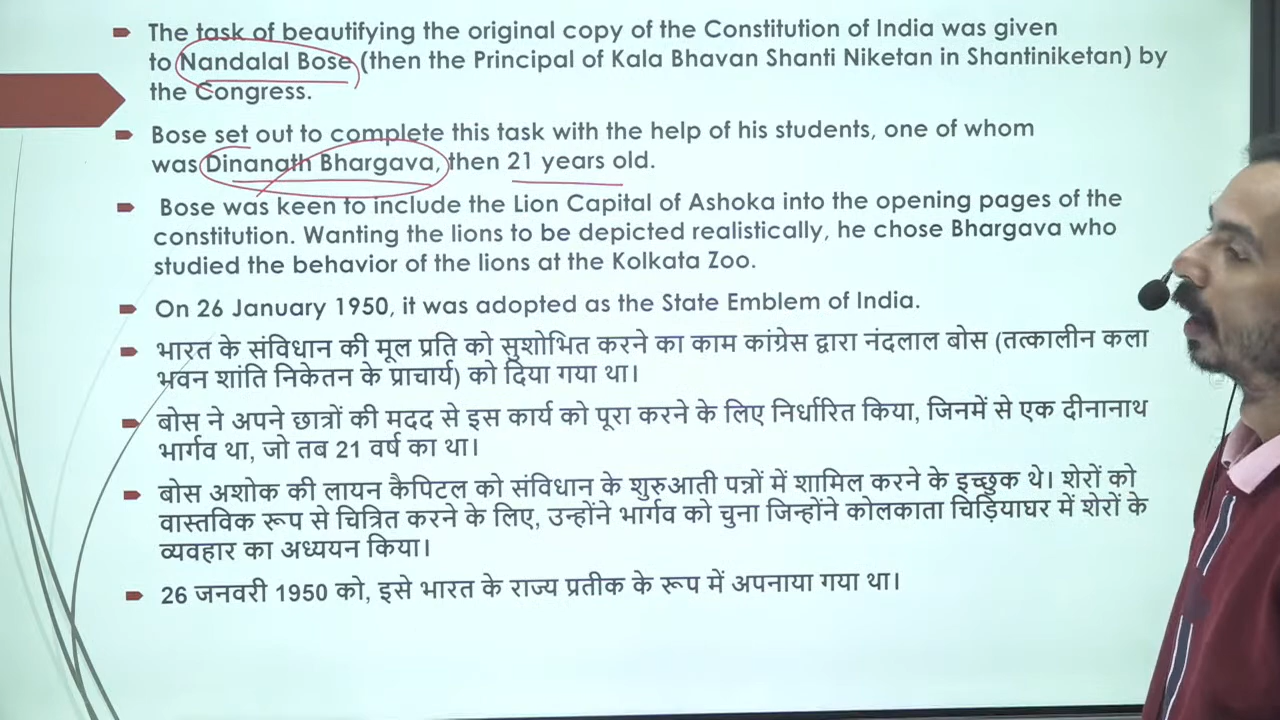 The task of beautifying the original copy of the Constitution of India was given
to Nandalal Bose (then the Principal of Kala Bhavan Shanti Niketan in Shantiniketan) by
the Congress.
Bose set out to complete this task with the help of his students, one of whom
was Dinanath Bhargava, then 21 years old.
Bose was keen to include the Lion Capital of Ashoka into the opening pages of the
constitution. Wanting the lions to be depicted realistically, he chose Bhargava who
studied the behavior of the lions at the Kolkata Zoo.
On 26 January 1950, it was adopted as the State Emblem of India.
भारत के संविधान की मूल प्रति को सुशोभित करने का काम कांग्रेस द्वारा नंदलाल बोस (तत्कालीन कला
भवन शांति निकेतन के प्राचार्य) को दिया गया था।
बोस ने अपने छात्रों की मदद से इस कार्य को पूरा करने के लिए निर्धारित किया, जिनमें से एक दीनानाथ
भार्गव था, जो तब 21 वर्ष का था।
बोस अशोक की लायन कैपिटल को संविधान के शुरुआती पन्नों में शामिल करने के इच्छुक थे। शेरों को
वास्तविक रूप से चित्रित करने के लिए, उन्होंने भार्गव को चुना जिन्होंने कोलकाता चिड़ियाघर में शेरों के
व्यवहार का अध्ययन किया।
26 जनवरी 1950 को, इसे भारत के राज्य प्रतीक के रूप में अपनाया गया था।